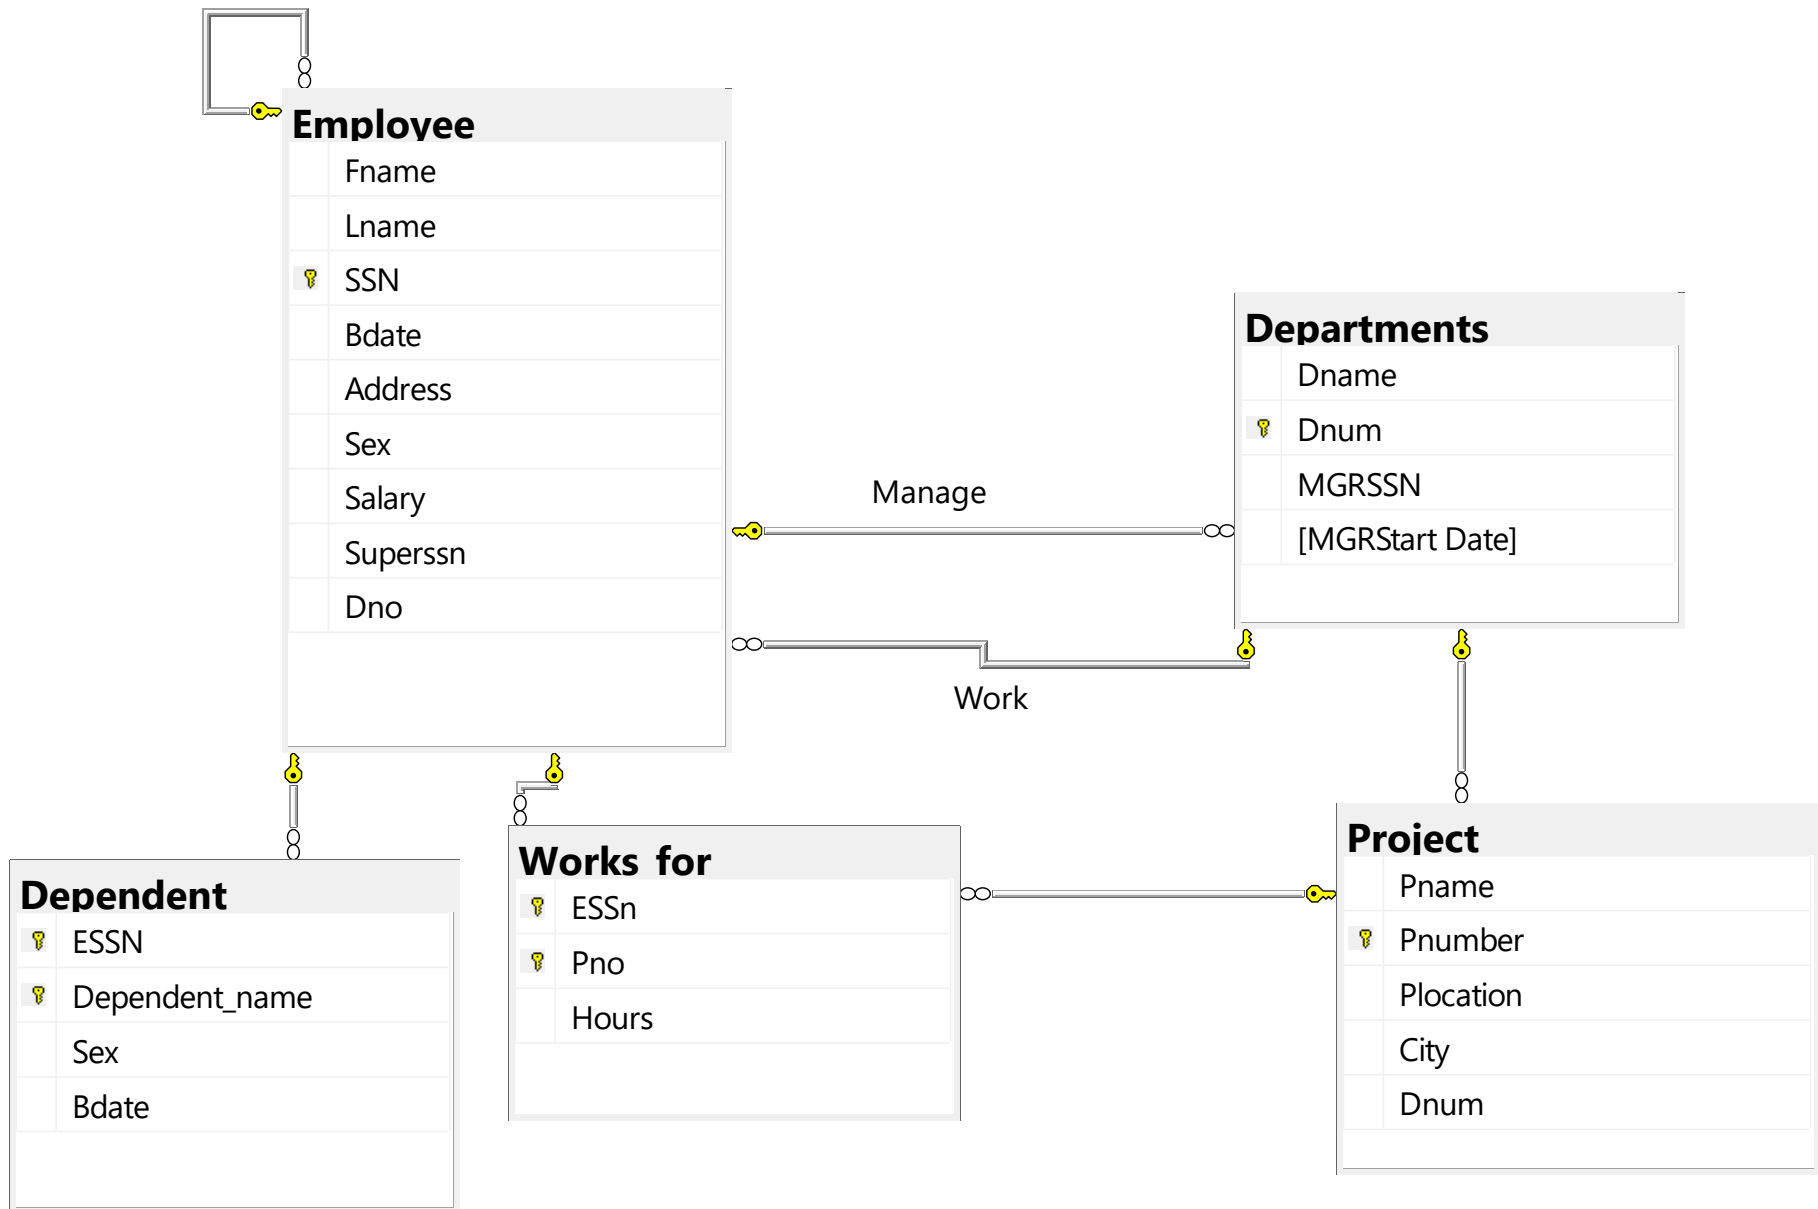 Employee
Fname
Lname
SSN
Bdate
Address
Sex
Salary
Superssn
Dno
Departments
Dname
Dnum
MGRSSN
[MGRStart Date]
Manage
Work
Dependent
ESSN
Dependent_name
Sex
Bdate
Works_for
ESSn
Pno
Hours
Project
Pname
Pnumber
Plocation
City
Dnum